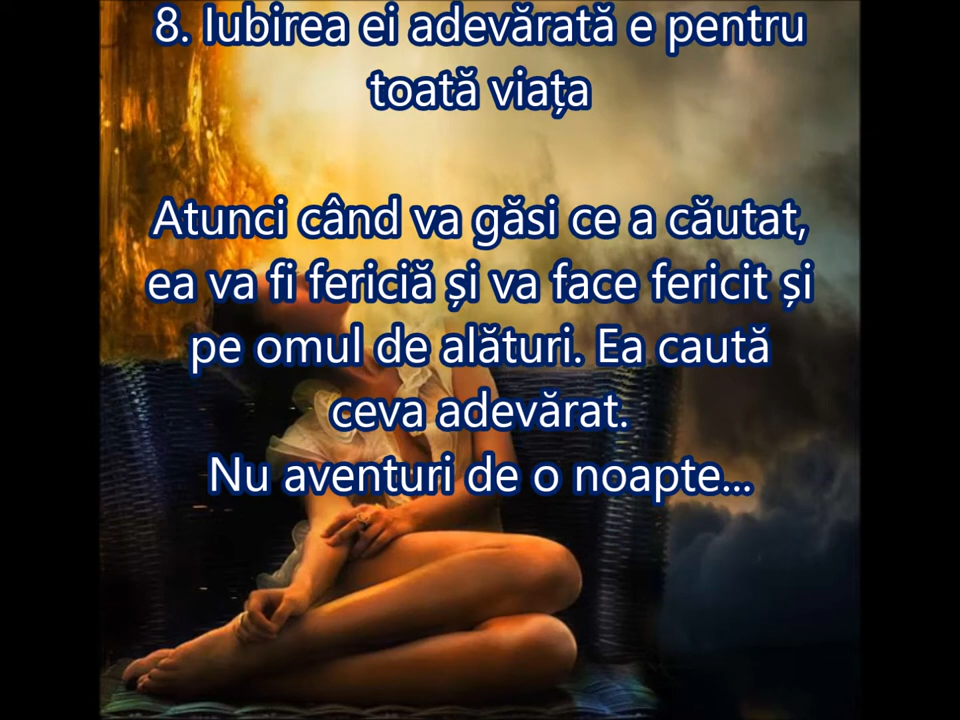 8. Iubirea ei adevărată e pentru
toată viața
Atunci când va găsi ce a căutat,
ea va fi fericiă și va face fericit și
pe omul de alături. Ea caută
ceva adevărat.
Nu aventuri de o noapte...